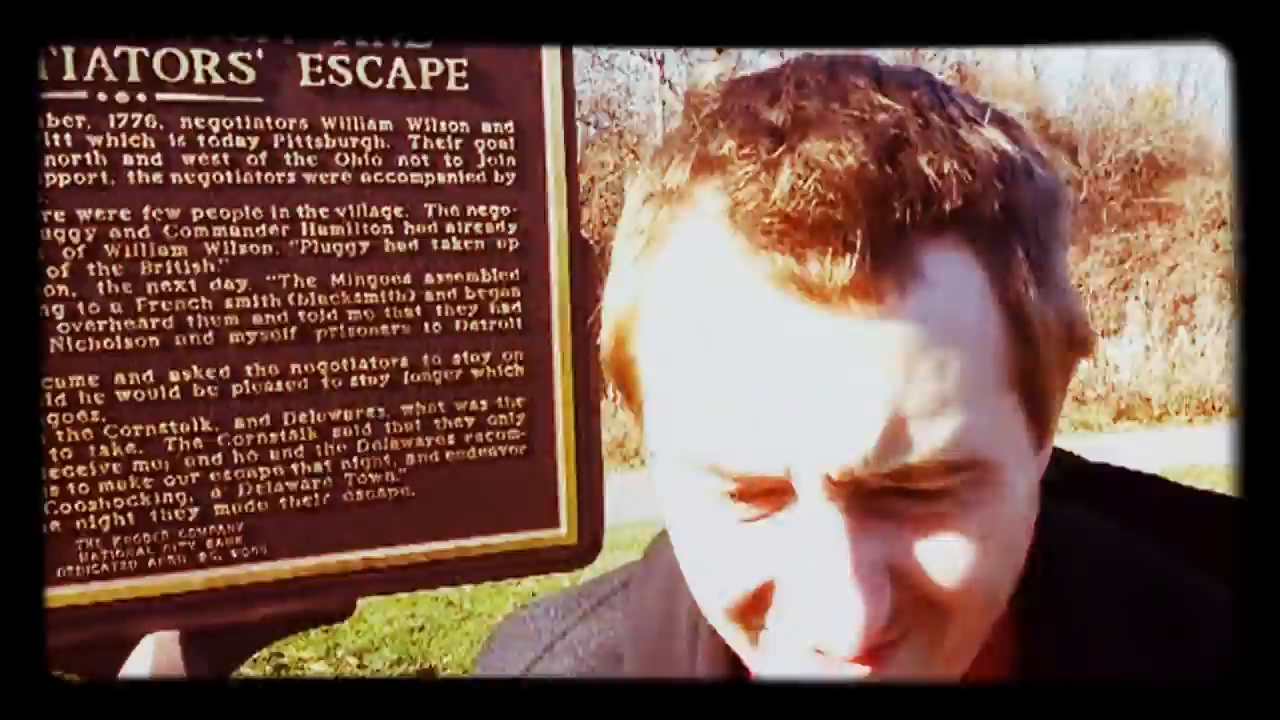 TIATORS' ESCAPE
ber, 1776, negotiators William Wilson and
itt which is today Pittsburgh. Their goal
north and west of the Ohio not to join
pport, the negotiators were accompanied by
re were few people in the village. The nego-
uggy and Commander Hamilton had already
of William Wilson, "Pluggy had taken up
of the British."
on, the next day, "The Mingoes assembled
ng to a French smith (blacksmith) and began
overheard them and told me that they had
Nicholson and myself prisoners to Detroit
came and asked the negotiators to stay on
id he would be pleased to stay longer which
goes.
the Cornstalk, and Delawares, what was the
to take. The Cornstalk said that they only
eceive me; and he and the Delawares recom-
s to make our escape that night, and endeavor
Cooshocking, a Delaware Town."
e night they made their escape.
THE KROGER COMPANY
NATIONAL CITY BANK
DEDICATED APRIL 2000